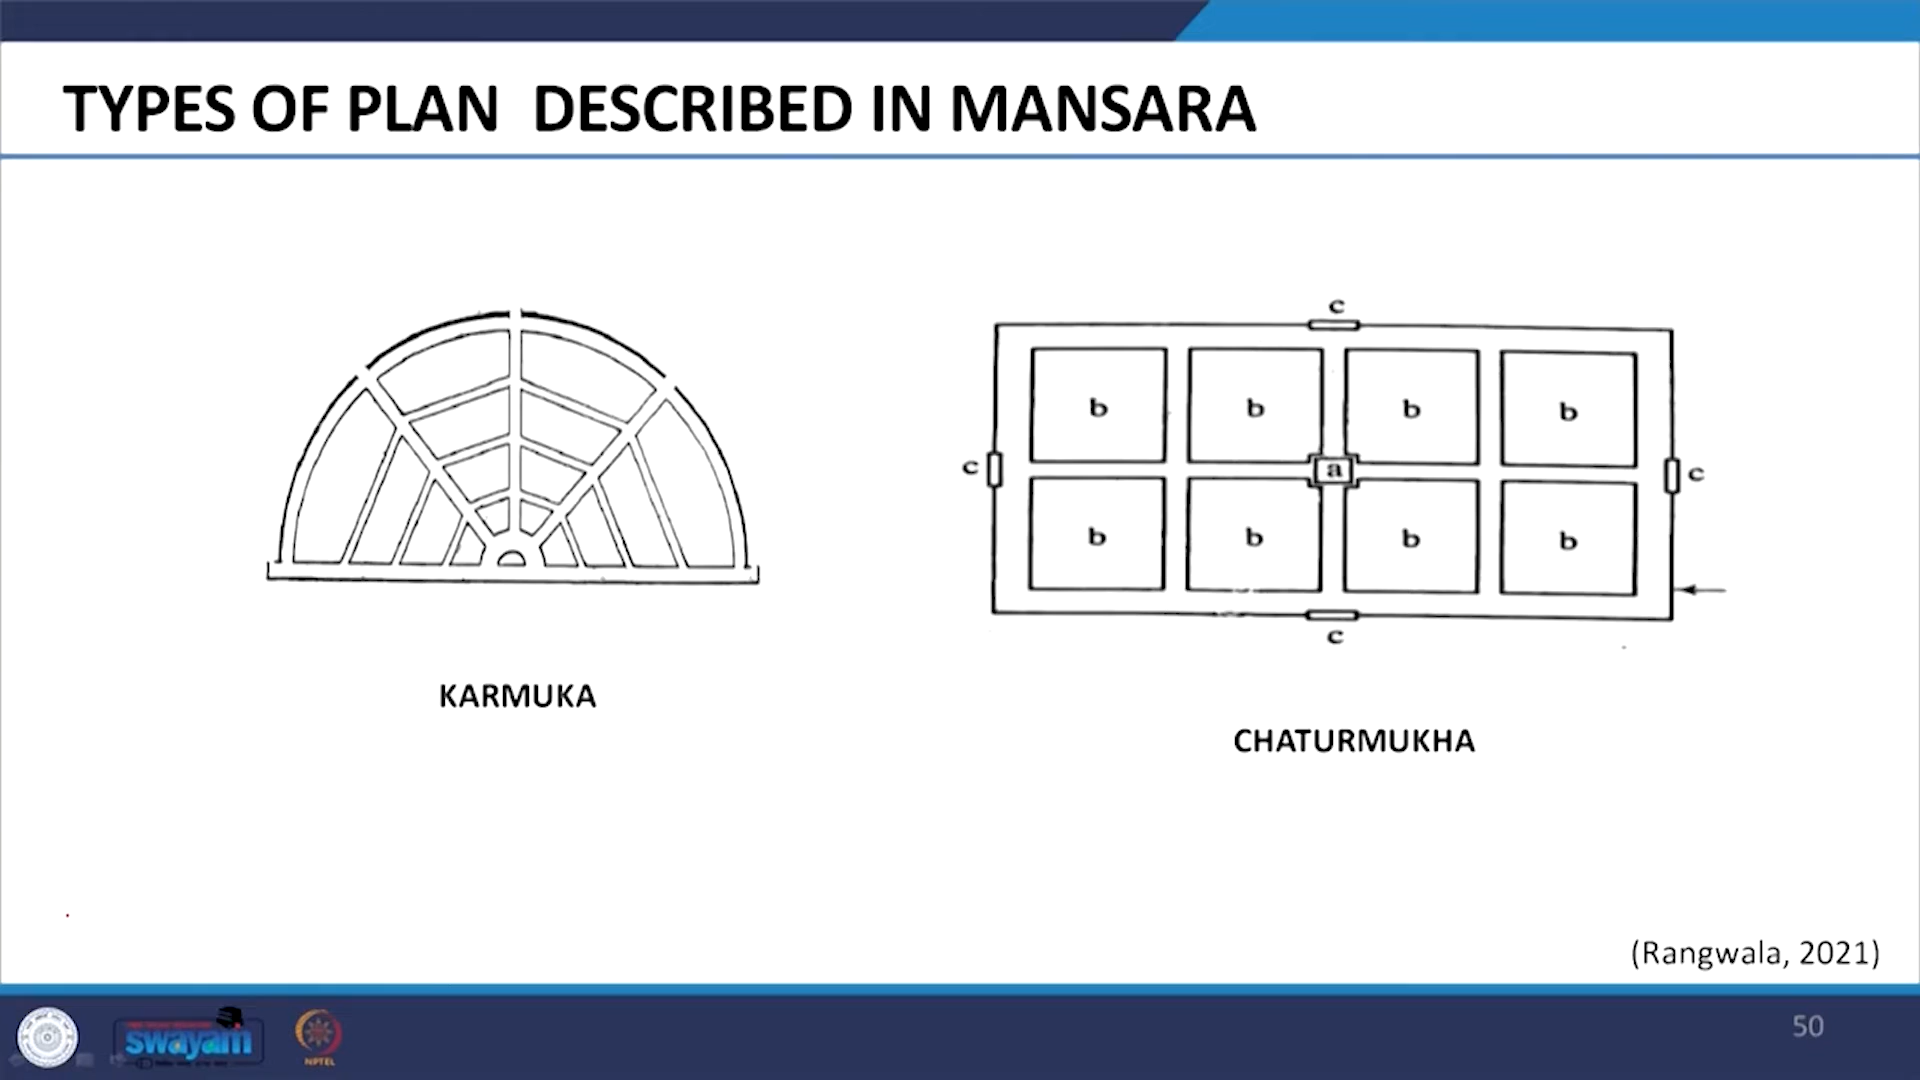 TYPES OF PLAN DESCRIBED IN MANSARA
c
b b b b
c a c
b b b b
c
KARMUKA
CHATURMUKHA
(Rangwala, 2021)
swayam
NPTEL
50